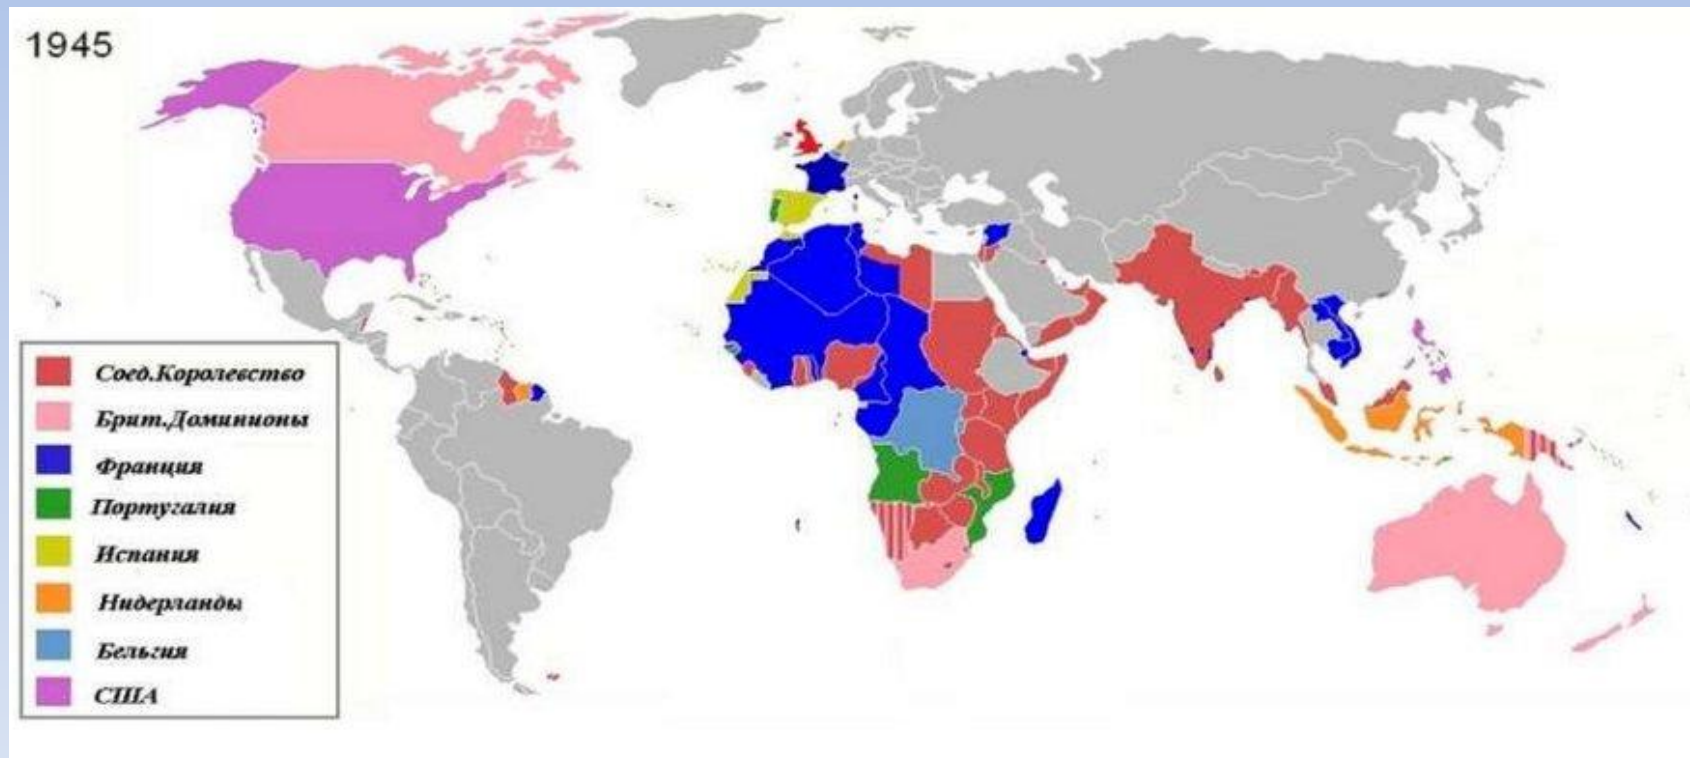 1945
Соед.Королевство
Брит.Доминионы
Франция
Португалия
Испания
Нидерланды
Бельгия
США